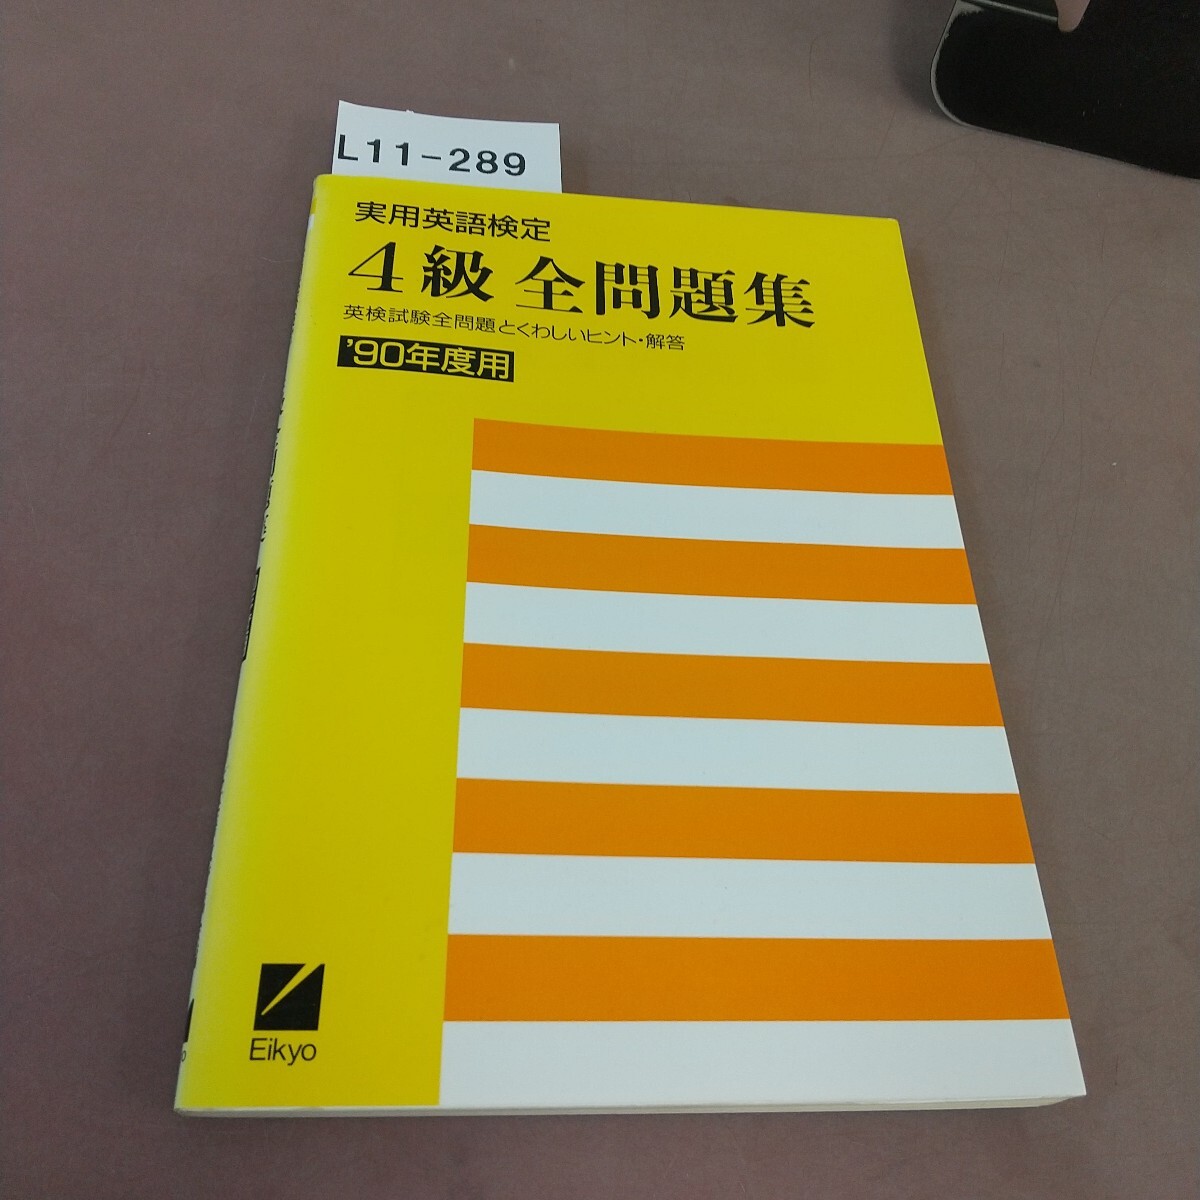 L11-289
実用英語検定
4級 全問題集
英検試験全問題とくわしいヒント・解答
'90年度用
Eikyo